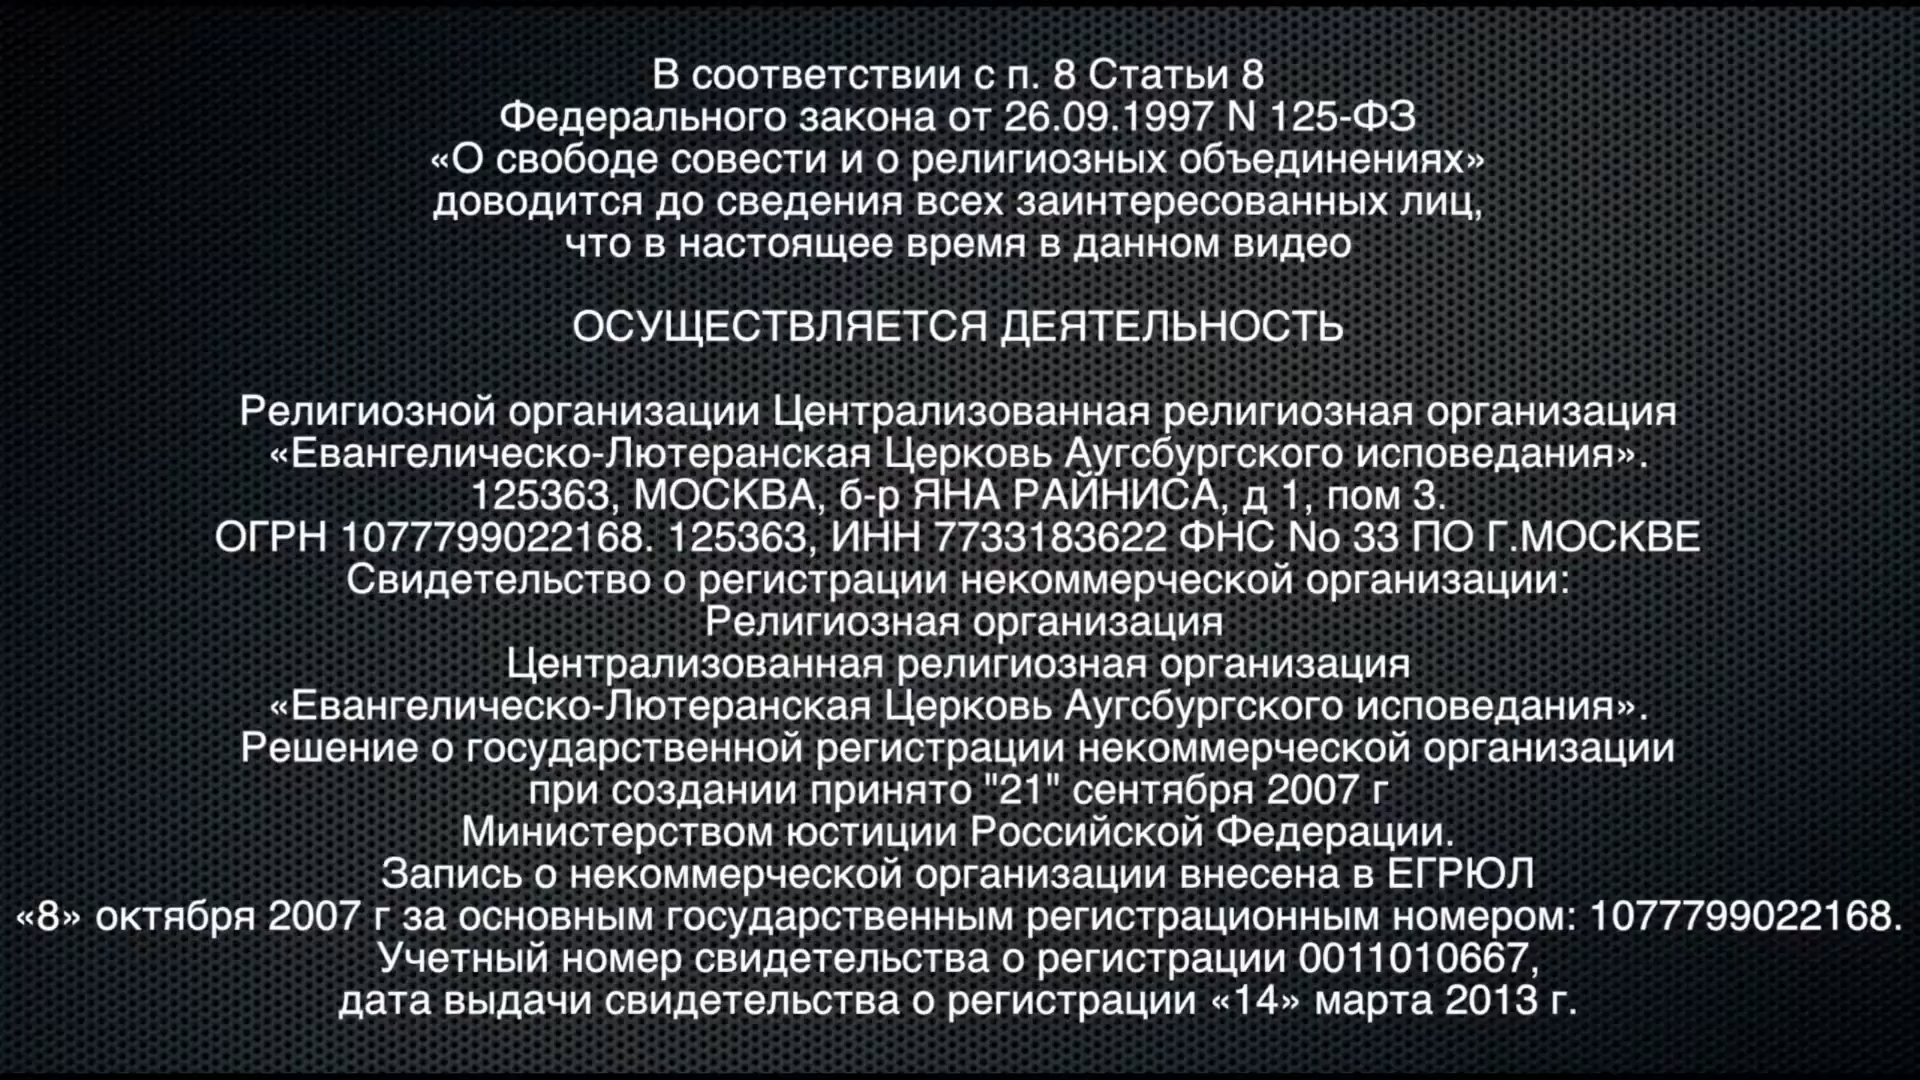 В соответствии с п. 8 Статьи 8
Федерального закона от 26.09.1997 N 125-ФЗ
«О свободе совести и о религиозных объединениях»
доводится до сведения всех заинтересованных лиц,
что в настоящее время в данном видео
ОСУЩЕСТВЛЯЕТСЯ ДЕЯТЕЛЬНОСТЬ
Религиозной организации Централизованная религиозная организация
«Евангелическо-Лютеранская Церковь Аугсбургского исповедания».
125363, МОСКВА, б-р ЯНА РАЙНИСА, д 1, пом 3.
ОГРН 1077799022168. 125363, ИНН 7733183622 ФНС No 33 ПО Г.МОСКВЕ
Свидетельство о регистрации некоммерческой организации:
Религиозная организация
Централизованная религиозная организация
«Евангелическо-Лютеранская Церковь Аугсбургского исповедания».
Решение о государственной регистрации некоммерческой организации
при создании принято "21" сентября 2007 г
Министерством юстиции Российской Федерации.
Запись о некоммерческой организации внесена в ЕГРЮЛ
«8» октября 2007 г за основным государственным регистрационным номером: 1077799022168.
Учетный номер свидетельства о регистрации 0011010667,
дата выдачи свидетельства о регистрации «14» марта 2013 г.